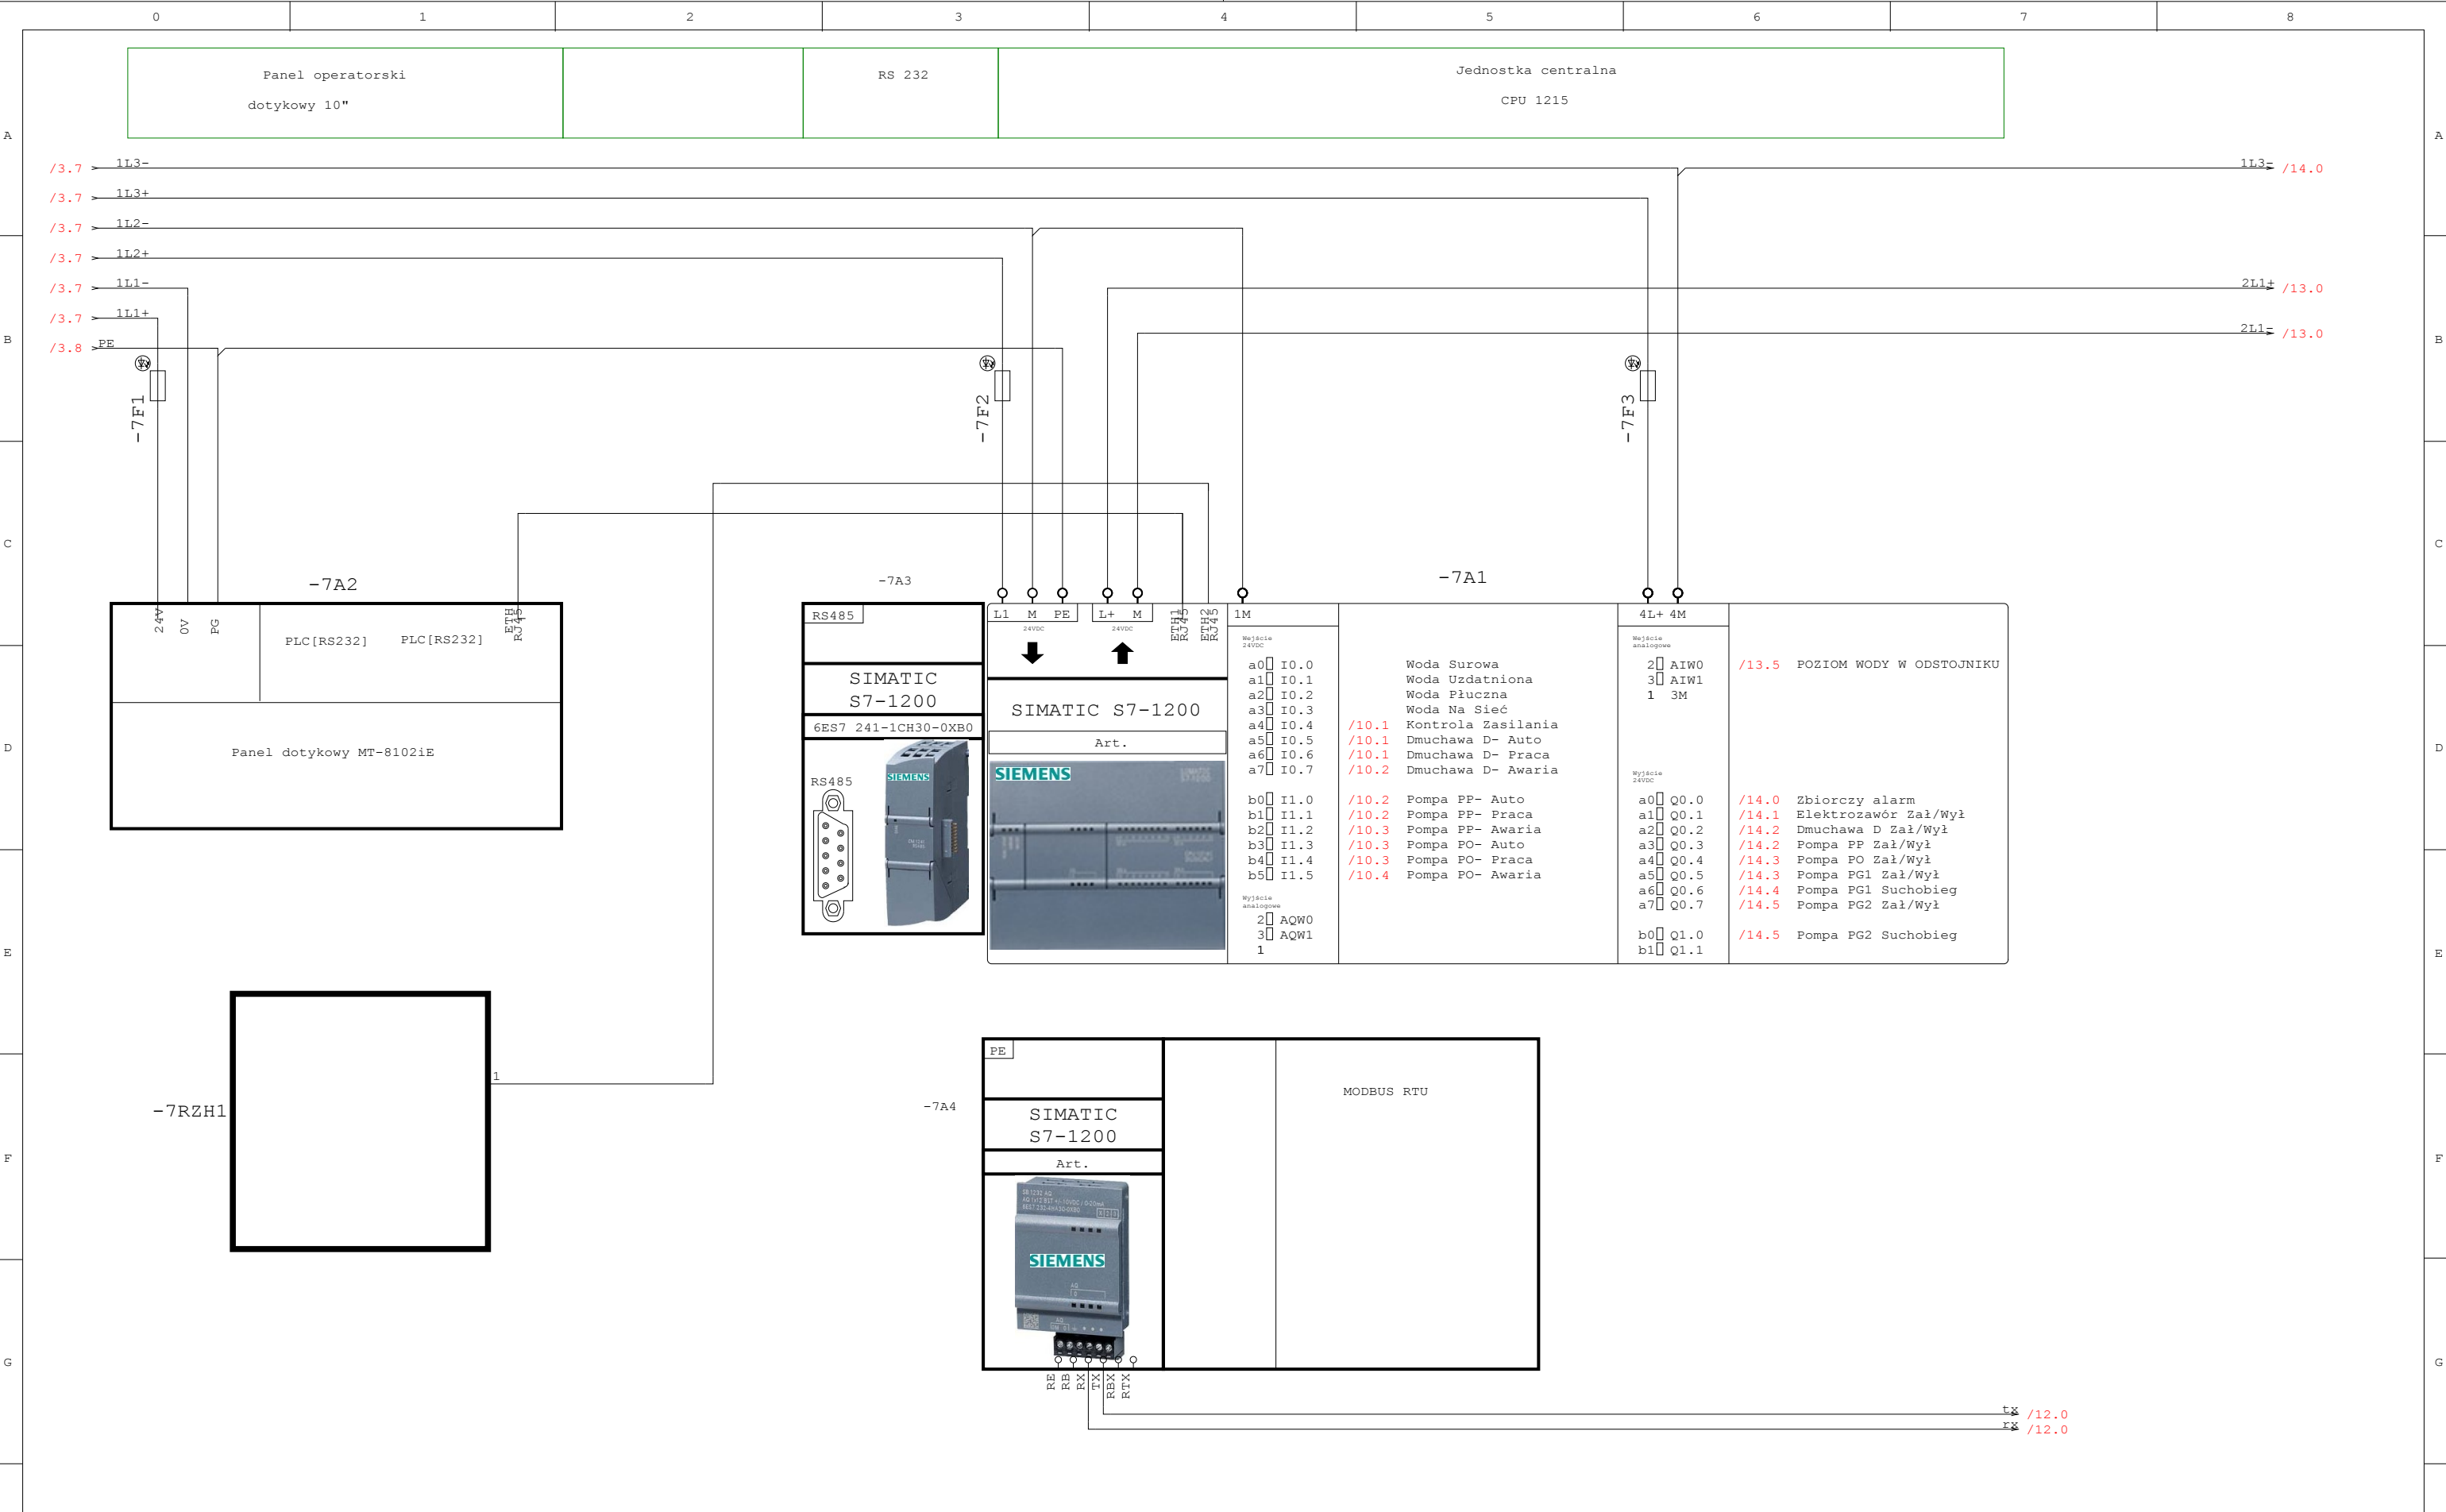 0 1 2 3 4 5 6 7 8
Panel operatorski
dotykowy 10"
RS 232
Jednostka centralna
CPU 1215
A A
/3.7 1L3- 1L3- /14.0
/3.7 1L3+
/3.7 1L2-
/3.7 1L2+
/3.7 1L1- 2L1+ /13.0
/3.7 1L1+
2L1- /13.0
B B
/3.8 PE
-7F1
-7F2
-7F3
C C
-7A2
24V
0V
PG
PLC[RS232] PLC[RS232]
ETH
RJ45
Panel dotykowy MT-8102iE
-7A3
RS485
SIMATIC
S7-1200
6ES7 241-1CH30-0XB0
RS485
SIEMENS
-7A1
L1 M PE L+ M
24VDC 24VDC
ETH1
RJ45
ETH2
RJ45
SIMATIC S7-1200
Art.
SIEMENS
1M
Wejście
24VDC
a0 I0.0 Woda Surowa
a1 I0.1 Woda Uzdatniona
a2 I0.2 Woda Płuczna
a3 I0.3 Woda Na Sieć
a4 I0.4 /10.1 Kontrola Zasilania
a5 I0.5 /10.1 Dmuchawa D- Auto
a6 I0.6 /10.1 Dmuchawa D- Praca
a7 I0.7 /10.2 Dmuchawa D- Awaria
b0 I1.0 /10.2 Pompa PP- Auto
b1 I1.1 /10.2 Pompa PP- Praca
b2 I1.2 /10.3 Pompa PP- Awaria
b3 I1.3 /10.3 Pompa PO- Auto
b4 I1.4 /10.3 Pompa PO- Praca
b5 I1.5 /10.4 Pompa PO- Awaria
Wyjście
analogowe
2 AQW0
3 AQW1
1
4L+ 4M
Wejście
analogowe
2 AIW0 /13.5 POZIOM WODY W ODSTOJNIKU
3 AIW1
1 3M
Wyjście
24VDC
a0 Q0.0 /14.0 Zbiorczy alarm
a1 Q0.1 /14.1 Elektrozawór Zał/Wył
a2 Q0.2 /14.2 Dmuchawa D Zał/Wył
a3 Q0.3 /14.2 Pompa PP Zał/Wył
a4 Q0.4 /14.3 Pompa PO Zał/Wył
a5 Q0.5 /14.3 Pompa PG1 Zał/Wył
a6 Q0.6 /14.4 Pompa PG1 Suchobieg
a7 Q0.7 /14.5 Pompa PG2 Zał/Wył
b0 Q1.0 /14.5 Pompa PG2 Suchobieg
b1 Q1.1
D D
E E
-7RZH1
1
F F
-7A4
PE
SIMATIC
S7-1200
Art.
MODBUS RTU
SB 1232 AQ
SIEMENS
AQ
G G
RE
RB
RX
TX
RBX
RTX
tx /12.0
rx /12.0